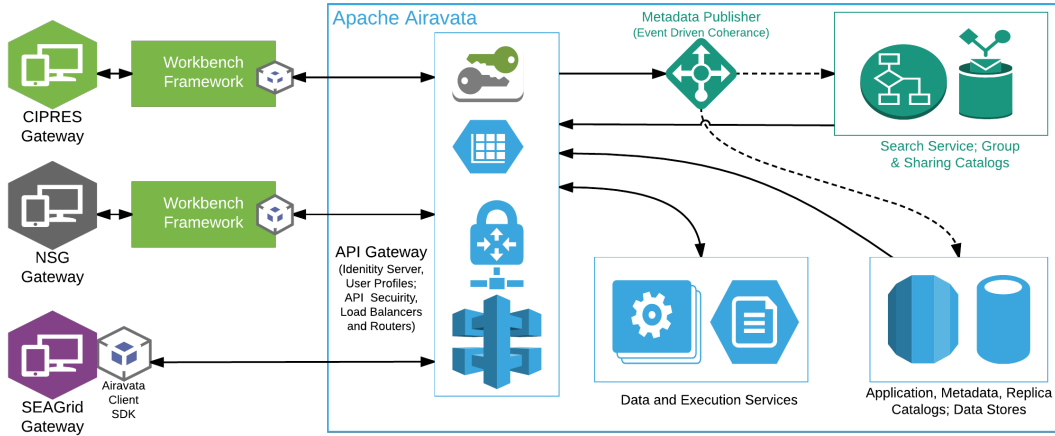 Apache Airavata
Metadata Publisher
(Event Driven Coherance)
Workbench
Framework
CIPRES
Gateway
Search Service; Group
& Sharing Catalogs
Workbench
Framework
NSG
Gateway
API Gateway
(Idenitity Server,
User Profiles;
API Secuirity,
Load Balancers
and Routers)
SEAGrid
Gateway
Airavata
Client
SDK
Data and Execution Services
Application, Metadata, Replica
Catalogs; Data Stores